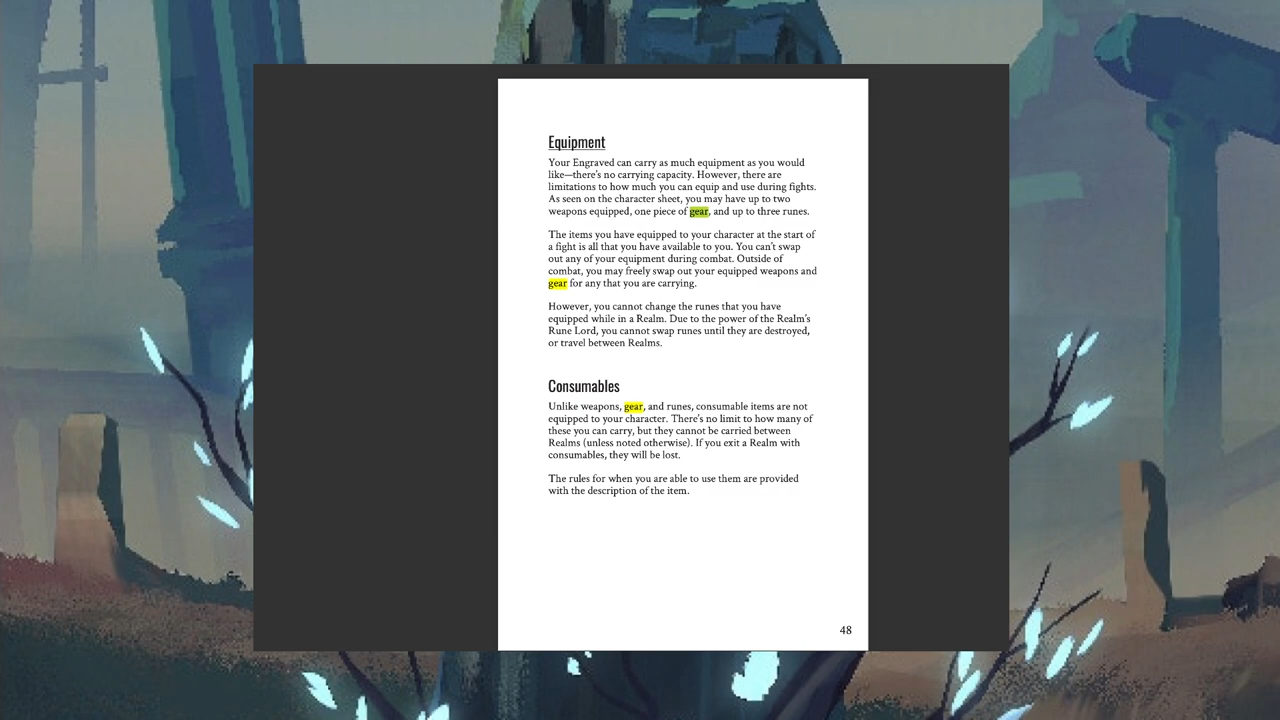 Equipment
Your Engraved can carry as much equipment as you would
like—there's no carrying capacity. However, there are
limitations to how much you can equip and use during fights.
As seen on the character sheet, you may have up to two
weapons equipped, one piece of gear, and up to three runes.
The items you have equipped to your character at the start of
a fight is all that you have available to you. You can't swap
out any of your equipment during combat. Outside of
combat, you may freely swap out your equipped weapons and
gear for any that you are carrying.
However, you cannot change the runes that you have
equipped while in a Realm. Due to the power of the Realm's
Rune Lord, you cannot swap runes until they are destroyed,
or travel between Realms.
Consumables
Unlike weapons, gear, and runes, consumable items are not
equipped to your character. There's no limit to how many of
these you can carry, but they cannot be carried between
Realms (unless noted otherwise). If you exit a Realm with
consumables, they will be lost.
The rules for when you are able to use them are provided
with the description of the item.
48